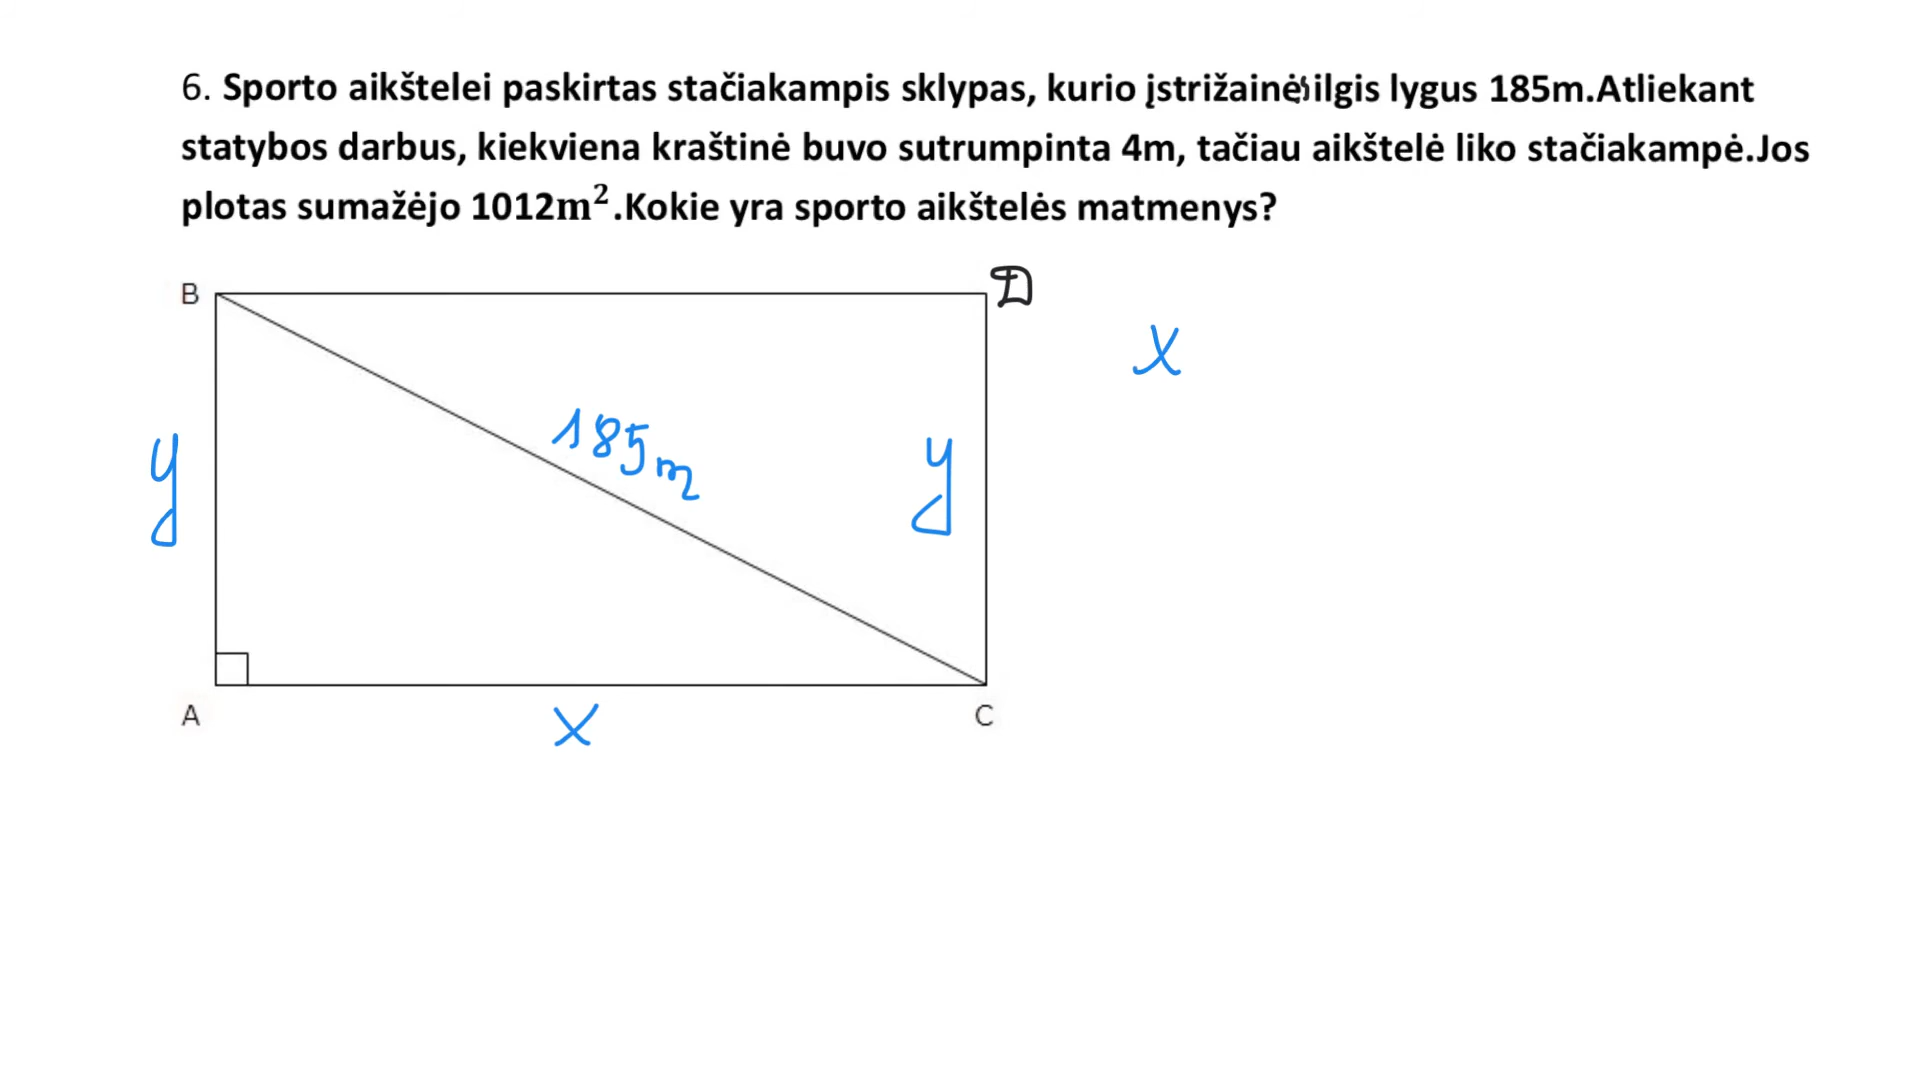 6. Sporto aikštelei paskirtas stačiakampis sklypas, kurio įstrižainės ilgis lygus 185m.Atliekant
statybos darbus, kiekviena kraštinė buvo sutrumpinta 4m, tačiau aikštelė liko stačiakampė.Jos
plotas sumažėjo 1012m².Kokie yra sporto aikštelės matmenys?
B D
x
185m
y y
A C
x